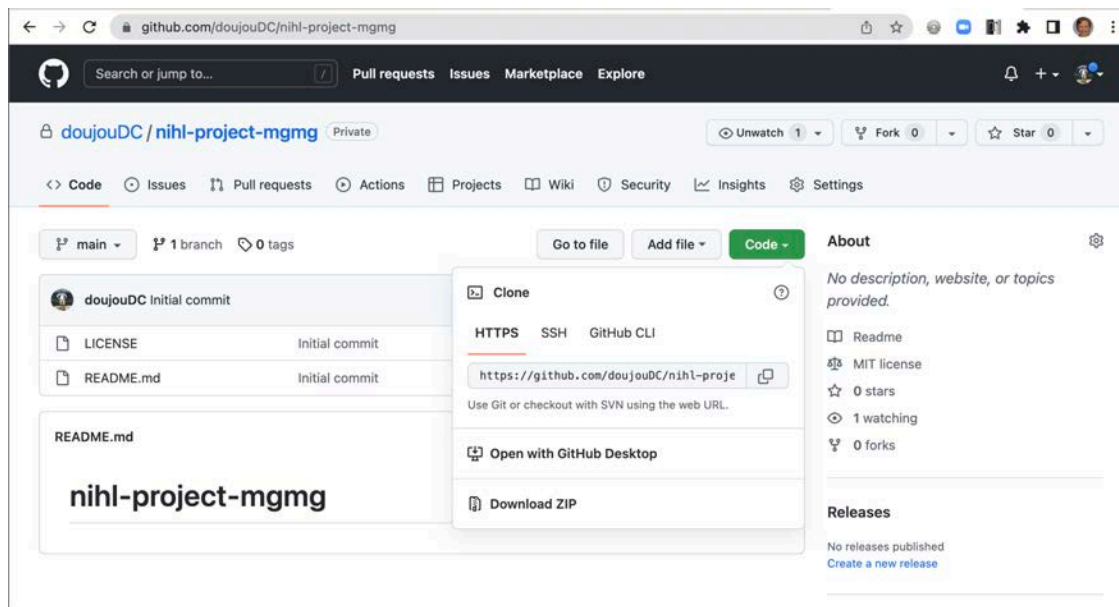 github.com/doujouDC/nihl-project-mgmg
Search or jump to... / Pull requests Issues Marketplace Explore
doujouDC / nihl-project-mgmg Private Unwatch 1 Fork 0 Star 0
<> Code Issues Pull requests Actions Projects Wiki Security Insights Settings
main 1 branch 0 tags Go to file Add file Code
About
No description, website, or topics
provided.
Readme
MIT license
0 stars
1 watching
0 forks
Releases
No releases published
Create a new release
doujouDC Initial commit
LICENSE Initial commit
README.md Initial commit
README.md
nihl-project-mgmg
Clone
HTTPS SSH GitHub CLI
https://github.com/doujouDC/nihl-proje
Use Git or checkout with SVN using the web URL.
Open with GitHub Desktop
Download ZIP